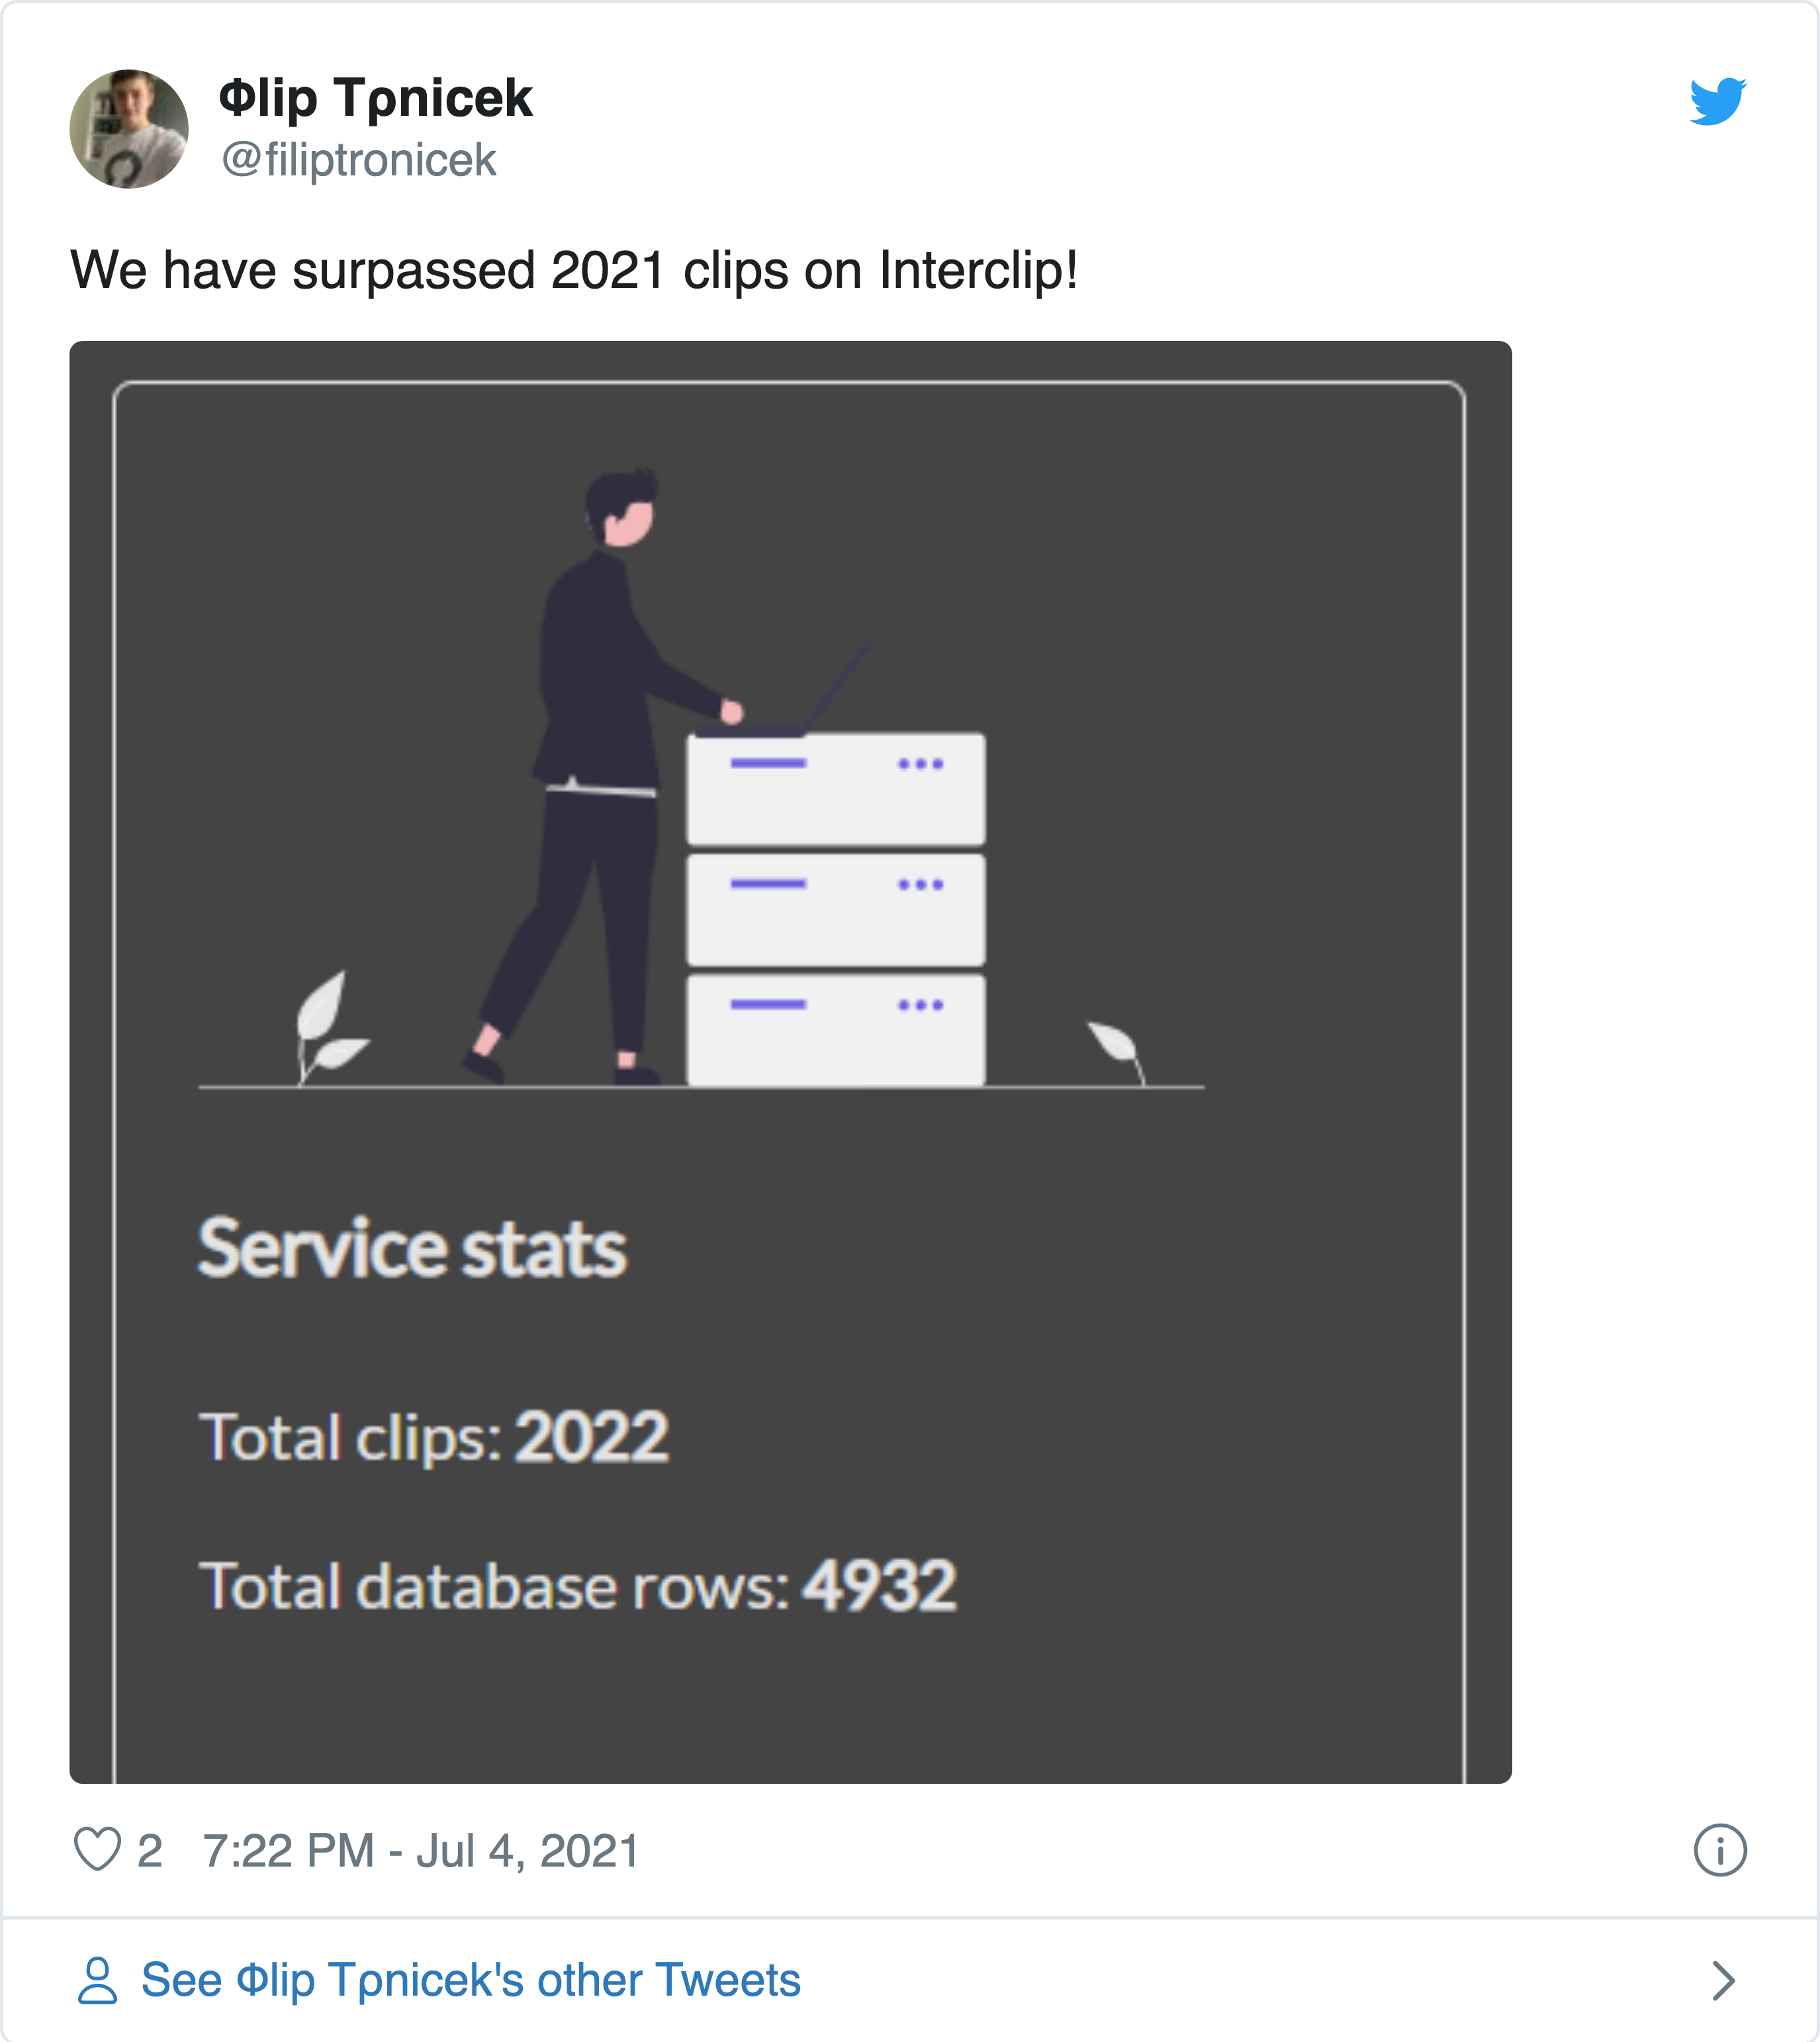 Φlip Tρnicek
@filiptronicek
We have surpassed 2021 clips on Interclip!
Service stats
Total clips: 2022
Total database rows: 4932
2 7:22 PM - Jul 4, 2021
See Φlip Tρnicek's other Tweets